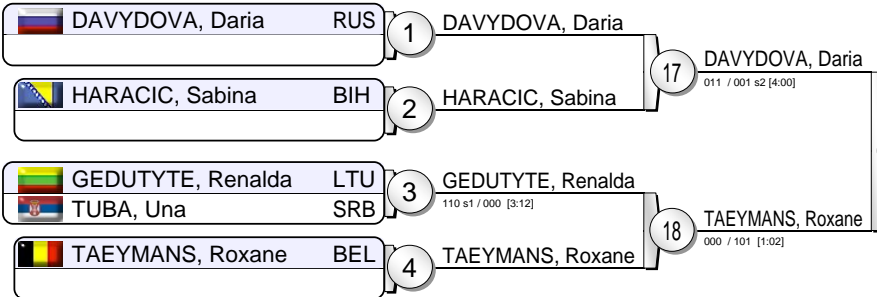 DAVYDOVA, Daria RUS
1
DAVYDOVA, Daria
HARACIC, Sabina BIH
2
HARACIC, Sabina
17
DAVYDOVA, Daria
011 / 001 s2 [4:00]
GEDUTYTE, Renalda LTU
TUBA, Una SRB
3
GEDUTYTE, Renalda
110 s1 / 000 [3:12]
TAEYMANS, Roxane BEL
4
TAEYMANS, Roxane
18
TAEYMANS, Roxane
000 / 101 [1:02]